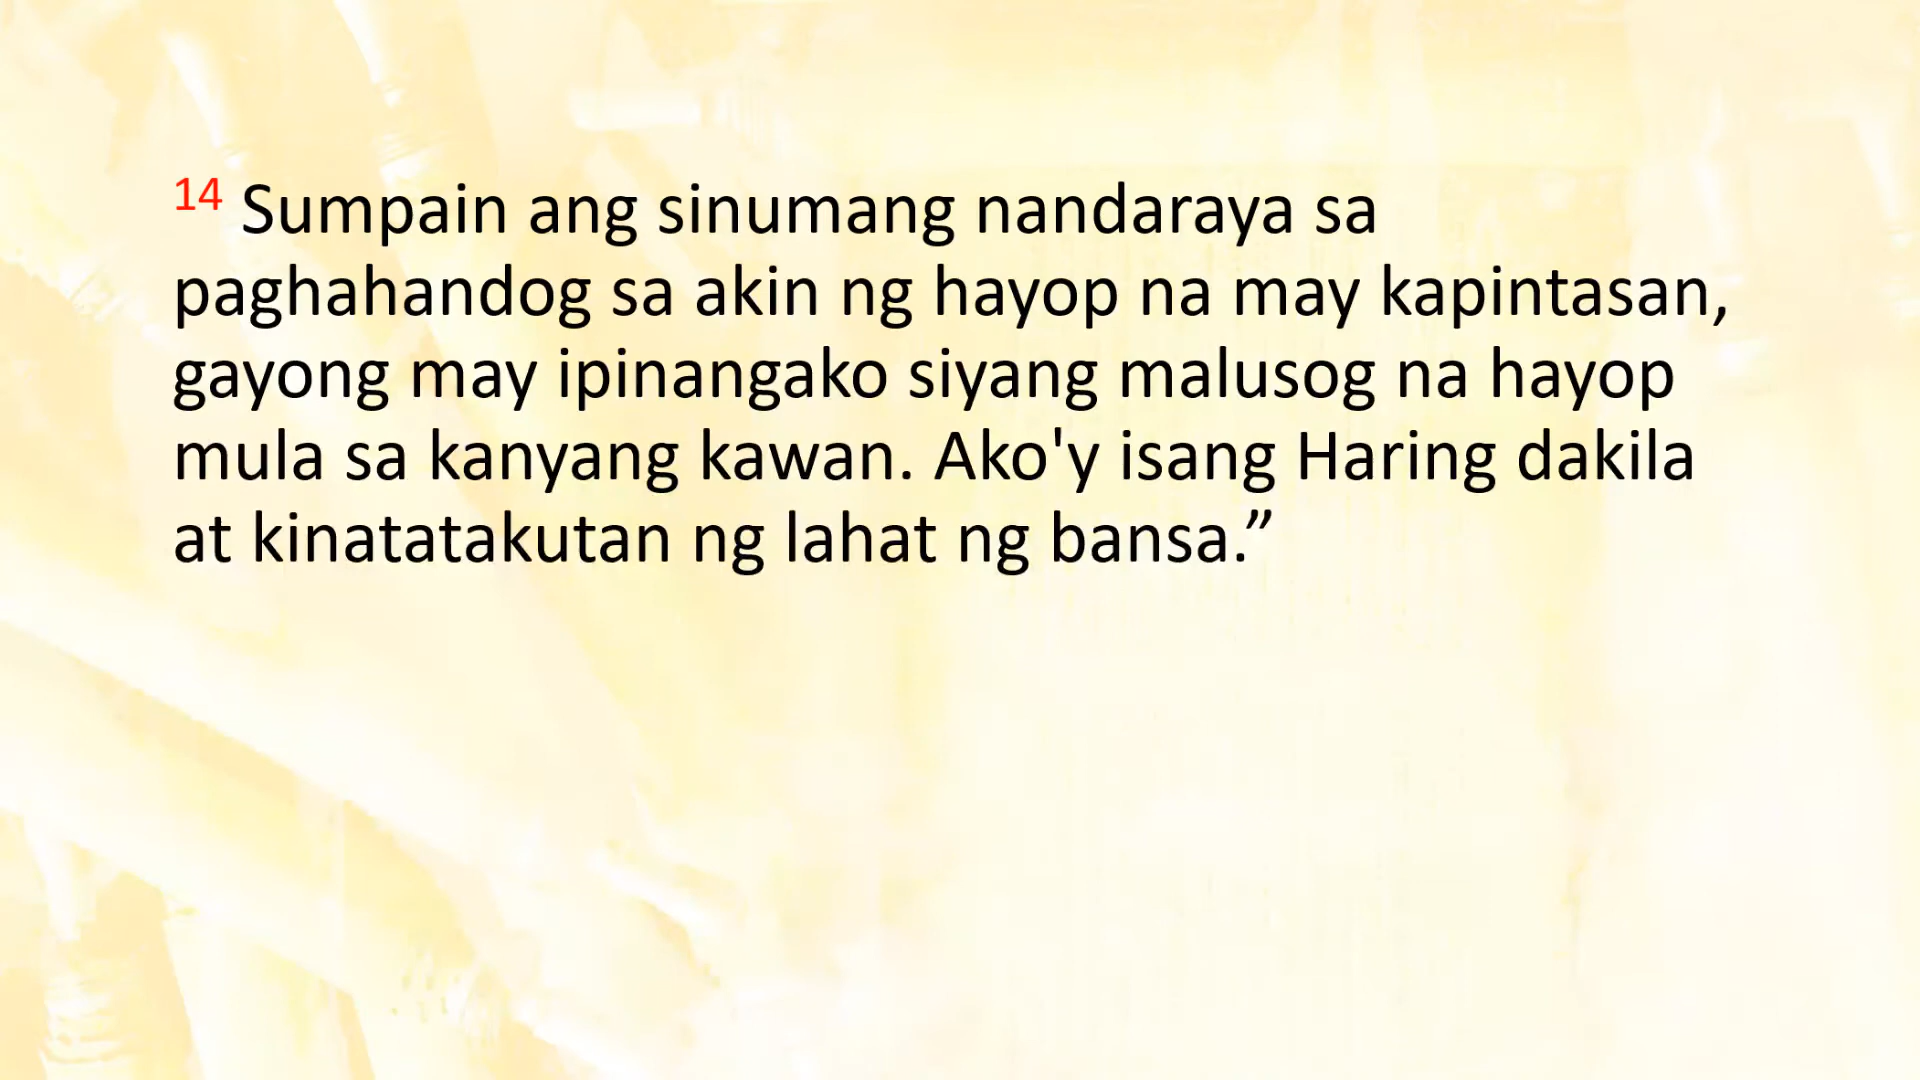 14 Sumpain ang sinumang nandaraya sa
paghahandog sa akin ng hayop na may kapintasan,
gayong may ipinangako siyang malusog na hayop
mula sa kanyang kawan. Ako'y isang Haring dakila
at kinatatakutan ng lahat ng bansa.”